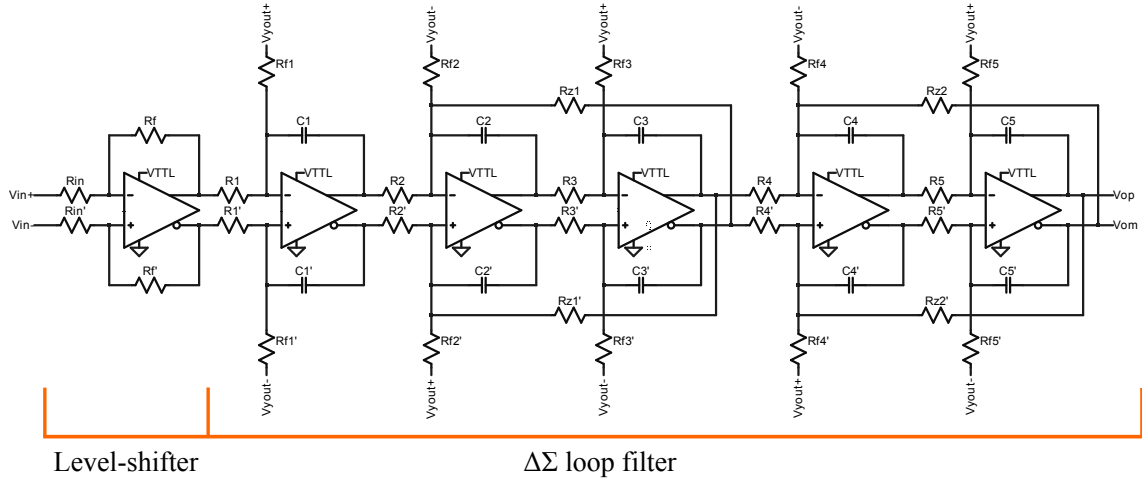 Vyout+
Vyout-
Vyout+
Vyout-
Vyout+
Rf1
Rf2
Rf3
Rf4
Rf5
Rz1
Rz2
Rf
C1
C2
C3
C4
C5
Vin+
Rin
VTTL
R1
VTTL
R2
VTTL
R3
VTTL
R4
VTTL
R5
VTTL
Vop
Vin-
Rin'
R1'
R2'
R3'
R4'
R5'
Vom
Rf'
C1'
C2'
C3'
C4'
C5'
Rz1'
Rz2'
Rf1'
Rf2'
Rf3'
Rf4'
Rf5'
Vyout-
Vyout+
Vyout-
Vyout+
Vyout-
Level-shifter
ΔΣ loop filter